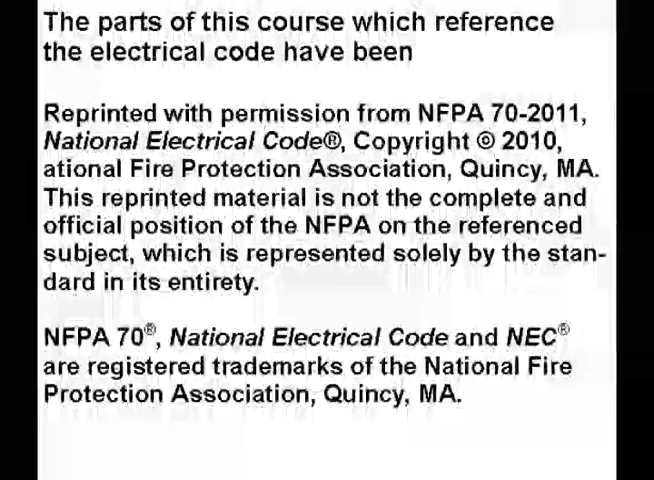 The parts of this course which reference
the electrical code have been
Reprinted with permission from NFPA 70-2011,
National Electrical Code®, Copyright © 2010,
ational Fire Protection Association, Quincy, MA.
This reprinted material is not the complete and
official position of the NFPA on the referenced
subject, which is represented solely by the stan-
dard in its entirety.
NFPA 70®, National Electrical Code and NEC®
are registered trademarks of the National Fire
Protection Association, Quincy, MA.